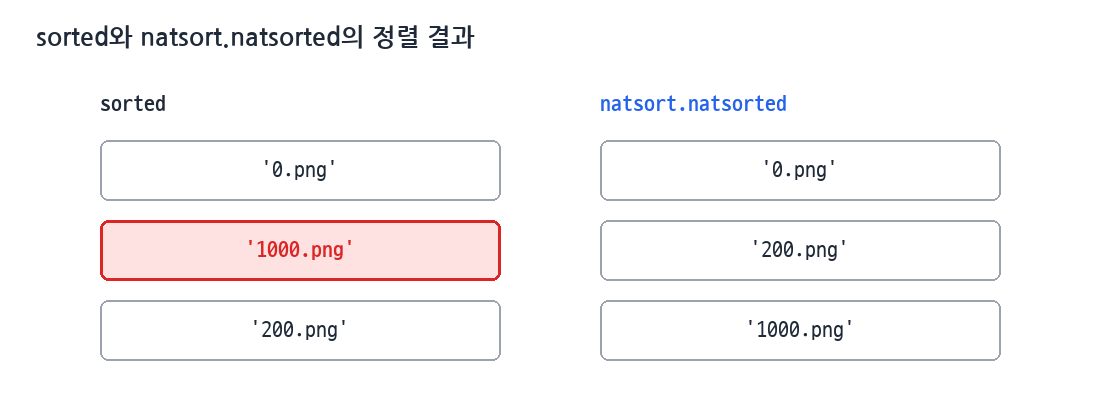 sorted와 natsort.natsorted의 정렬 결과
sorted
natsort.natsorted
'0.png'
'0.png'
'1000.png'
'200.png'
'200.png'
'1000.png'